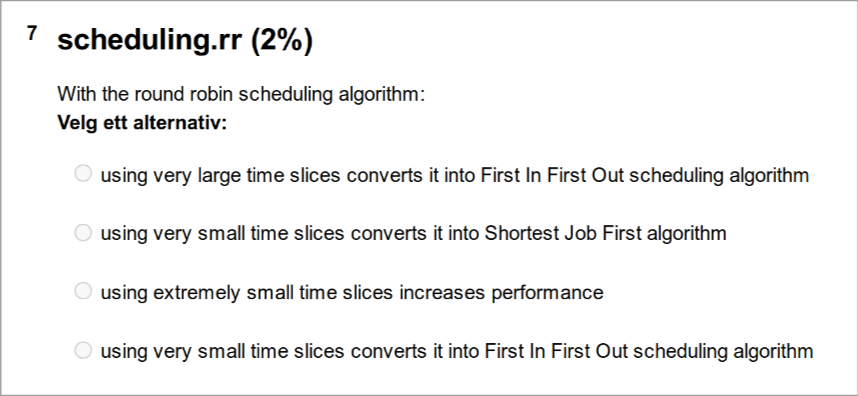 7 scheduling.rr (2%)
With the round robin scheduling algorithm:
Velg ett alternativ:
using very large time slices converts it into First In First Out scheduling algorithm
using very small time slices converts it into Shortest Job First algorithm
using extremely small time slices increases performance
using very small time slices converts it into First In First Out scheduling algorithm